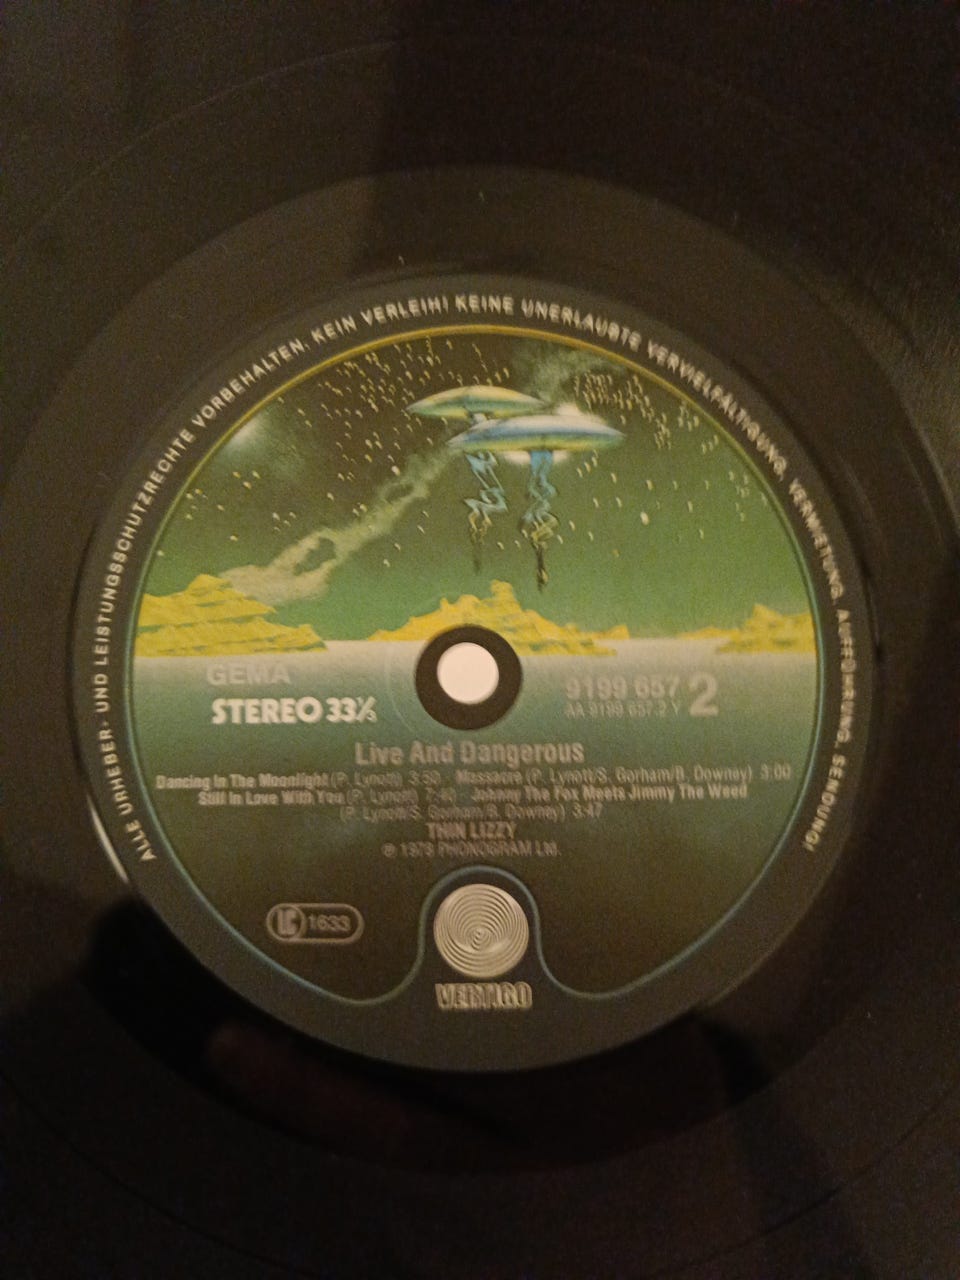 ALLE URHEBER- UND LEISTUNGSSCHUTZRECHTE VORBEHALTEN. KEIN VERLEIH! KEINE UNERLAUBTE VERVIELFÄLTIGUNG, VERMIETUNG, AUFFÜHRUNG, SENDUNG!
GEMA
STEREO 33⅓
9199 657 2
AA 9199 657.2 Y
Live And Dangerous
Dancing In The Moonlight (P. Lynott) 3:50 - Massacre (P. Lynott/S. Gorham/B. Downey) 3:00
Still In Love With You (P. Lynott) 7:40 - Johnny The Fox Meets Jimmy The Weed
(P. Lynott/S. Gorham/B. Downey) 3:47
THIN LIZZY
℗ 1978 PHONOGRAM Ltd.
LC 1633
VERTIGO